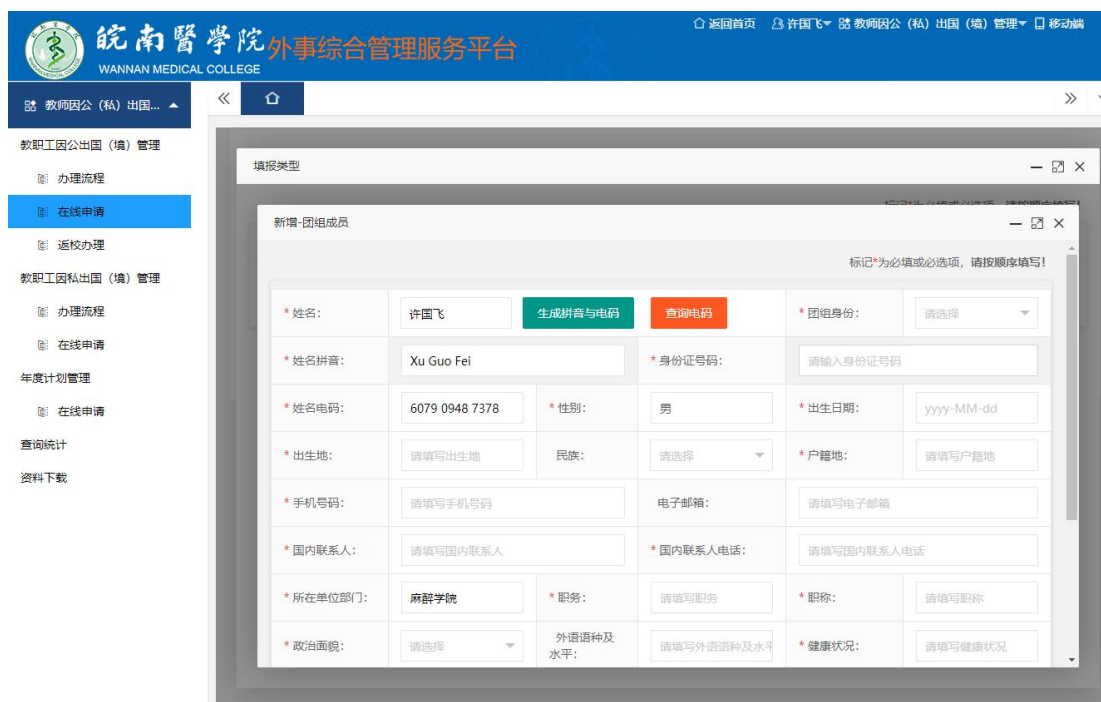 皖南醫學院外事综合管理服务平台
WANNAN MEDICAL COLLEGE
返回首页 许国飞 教师因公（私）出国（境）管理 移动端
教师因公（私）出国...
教职工因公出国（境）管理
办理流程
在线申请
返校办理
教职工因私出国（境）管理
办理流程
在线申请
年度计划管理
在线申请
查询统计
资料下载
填报类型
新增-团组成员
标记*为必填或必选项，请按顺序填写！
*姓名： 许国飞 生成拼音与电码 查询电码 *团组身份： 请选择
*姓名拼音： Xu Guo Fei *身份证号码： 请输入身份证号码
*姓名电码： 6079 0948 7378 *性别： 男 *出生日期： yyyy-MM-dd
*出生地： 请填写出生地 民族： 请选择 *户籍地： 请填写户籍地
*手机号码： 请填写手机号码 电子邮箱： 请填写电子邮箱
*国内联系人： 请填写国内联系人 *国内联系人电话： 请填写国内联系人电话
*所在单位部门： 麻醉学院 *职务： 请填写职务 *职称： 请填写职称
*政治面貌： 请选择 外语语种及水平： 请填写外语语种及水平 *健康状况： 请填写健康状况